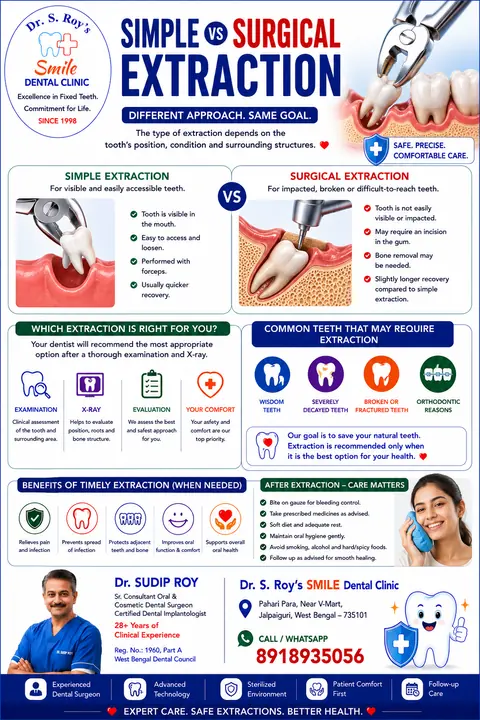 Dr. S. Roy's
Smile
DENTAL CLINIC
Excellence in Fixed Teeth.
Commitment for Life.
SINCE 1998
SIMPLE VS SURGICAL
EXTRACTION
DIFFERENT APPROACH. SAME GOAL.
The type of extraction depends on the
tooth's position, condition and surrounding structures.
SAFE. PRECISE.
COMFORTABLE CARE.
SIMPLE EXTRACTION
For visible and easily accessible teeth.
Tooth is visible in
the mouth.
Easy to access and
loosen.
Performed with
forceps.
Usually quicker
recovery.
VS
SURGICAL EXTRACTION
For impacted, broken or difficult-to-reach teeth.
Tooth is not easily
visible or impacted.
May require an incision
in the gum.
Bone removal may
be needed.
Slightly longer recovery
compared to simple
extraction.
WHICH EXTRACTION IS RIGHT FOR YOU?
Your dentist will recommend the most appropriate
option after a thorough examination and X-ray.
EXAMINATION
Clinical assessment
of the tooth and
surrounding area.
X-RAY
Helps to evaluate
position, roots and
bone structure.
EVALUATION
We assess the best
and safest approach
for you.
YOUR COMFORT
Your safety and
comfort are our
top priority.
COMMON TEETH THAT MAY REQUIRE
EXTRACTION
WISDOM
TEETH
SEVERELY
DECAYED TEETH
BROKEN OR
FRACTURED TEETH
ORTHODONTIC
REASONS
Our goal is to save your natural teeth.
Extraction is recommended only when
it is the best option for your health.
BENEFITS OF TIMELY EXTRACTION (WHEN NEEDED)
Relieves pain
and infection
Prevents spread
of infection
Protects adjacent
teeth and bone
Improves oral
function & comfort
Supports overall
oral health
AFTER EXTRACTION – CARE MATTERS
Bite on gauze for bleeding control.
Take prescribed medicines as advised.
Soft diet and adequate rest.
Maintain oral hygiene gently.
Avoid smoking, alcohol and hard/spicy foods.
Follow up as advised for smooth healing.
Dr. SUDIP ROY
Sr. Consultant Oral &
Cosmetic Dental Surgeon
Certified Dental Implantologist
28+ Years of
Clinical Experience
Reg. No.: 1960, Part A
West Bengal Dental Council
Dr. S. Roy's SMILE Dental Clinic
Pahari Para, Near V-Mart,
Jalpaiguri, West Bengal – 735101
CALL / WHATSAPP
8918935056
Experienced
Dental Surgeon
Advanced
Technology
Sterilized
Environment
Patient Comfort
First
Follow-up
Care
EXPERT CARE. SAFE EXTRACTIONS. BETTER HEALTH.